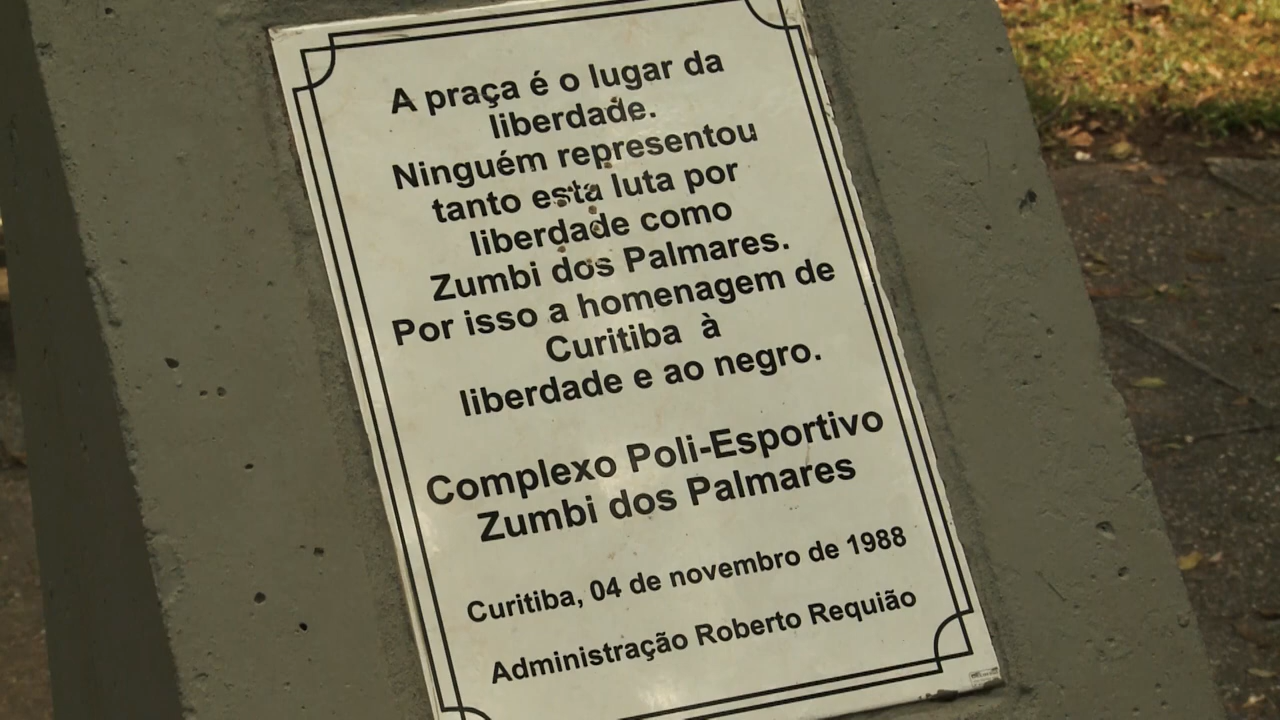 A praça é o lugar da
liberdade.
Ninguém representou
tanto esta luta por
liberdade como
Zumbi dos Palmares.
Por isso a homenagem de
Curitiba à
liberdade e ao negro.
Complexo Poli-Esportivo
Zumbi dos Palmares
Curitiba, 04 de novembro de 1988
Administração Roberto Requião